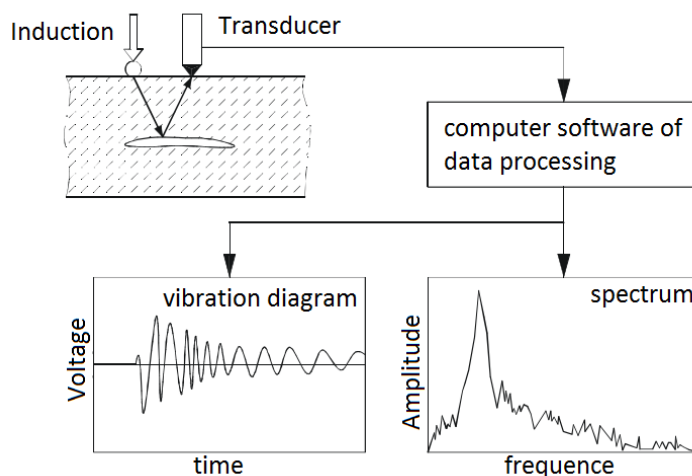 Induction
Transducer
computer software of
data processing
vibration diagram
Voltage
time
spectrum
Amplitude
frequence